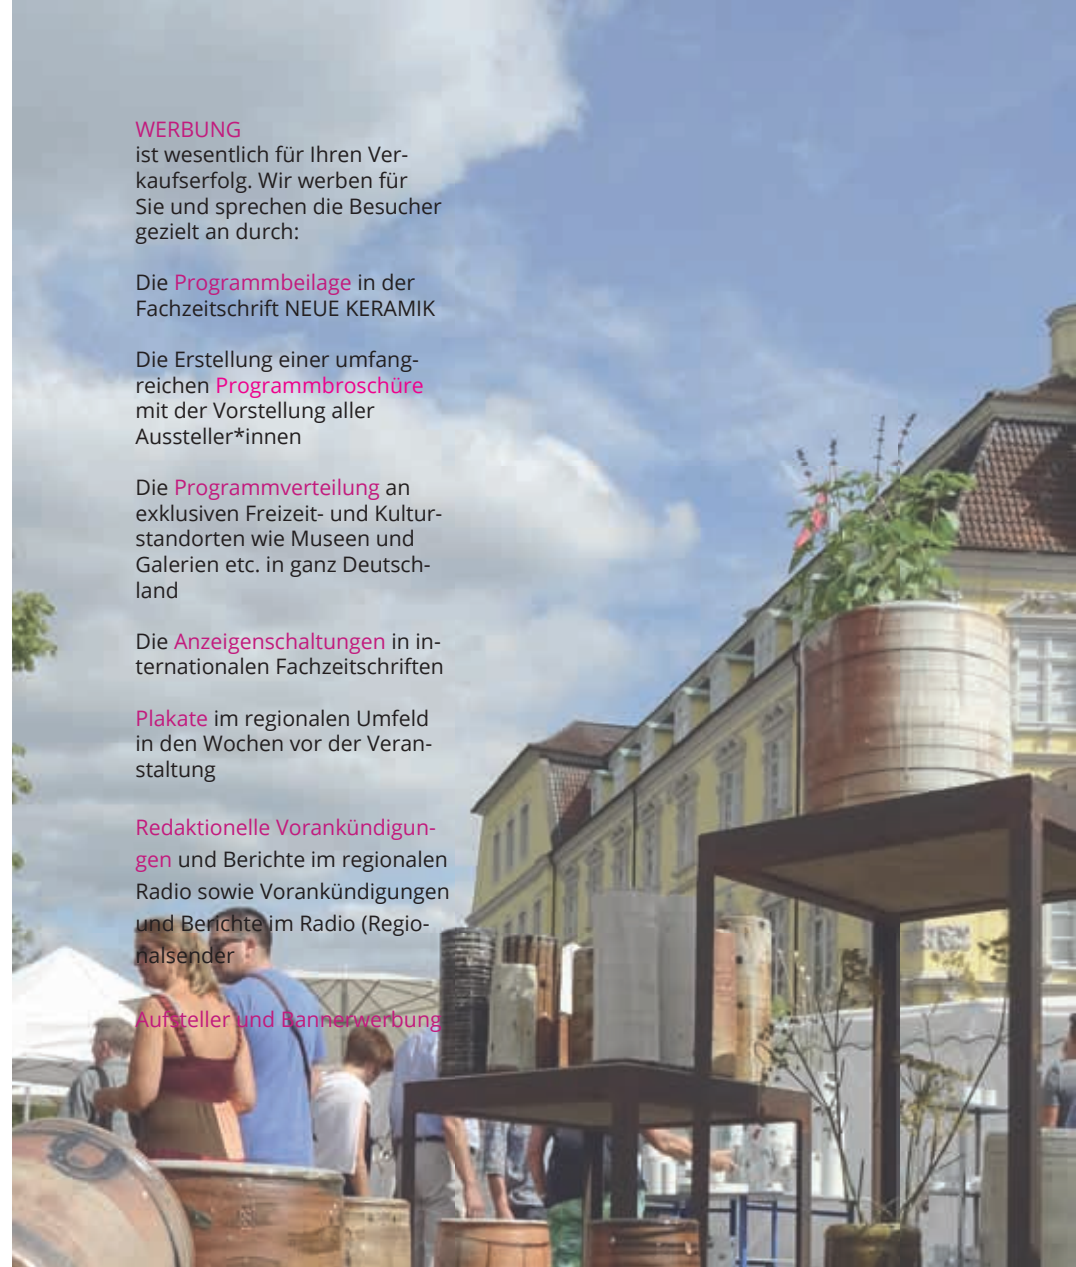 WERBUNG
ist wesentlich für Ihren Ver-
kaufserfolg. Wir werben für
Sie und sprechen die Besucher
gezielt an durch:
Die Programmbeilage in der
Fachzeitschrift NEUE KERAMIK
Die Erstellung einer umfang-
reichen Programmbroschüre
mit der Vorstellung aller
Aussteller*innen
Die Programmverteilung an
exklusiven Freizeit- und Kultur-
standorten wie Museen und
Galerien etc. in ganz Deutsch-
land
Die Anzeigenschaltungen in in-
ternationalen Fachzeitschriften
Plakate im regionalen Umfeld
in den Wochen vor der Veran-
staltung
Redaktionelle Vorankündigun-
gen und Berichte im regionalen
Radio sowie Vorankündigungen
und Berichte im Radio (Regio-
nalsender
Aufsteller und Bannerwerbung